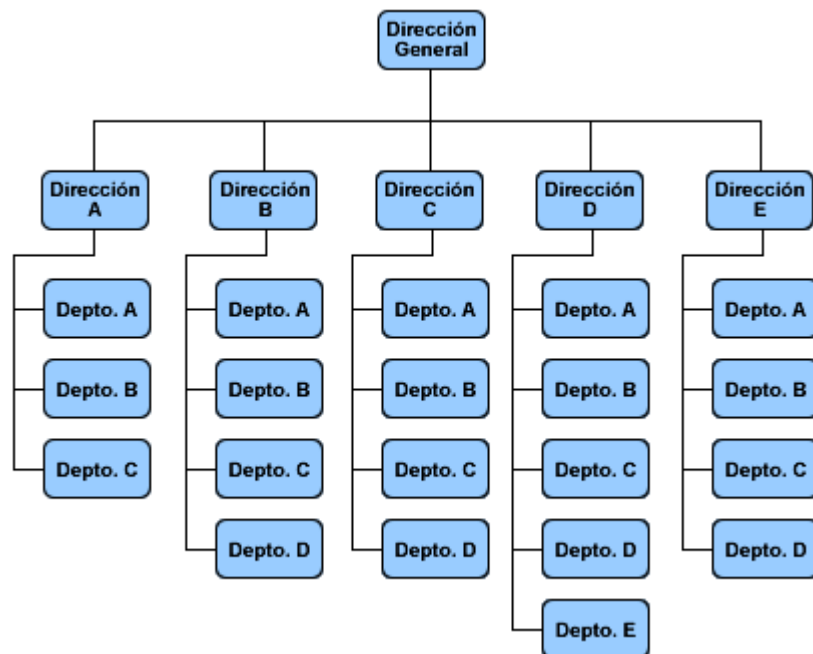 Dirección
General
Dirección
A
Dirección
B
Dirección
C
Dirección
D
Dirección
E
Depto. A
Depto. A
Depto. A
Depto. A
Depto. A
Depto. B
Depto. B
Depto. B
Depto. B
Depto. B
Depto. C
Depto. C
Depto. C
Depto. C
Depto. C
Depto. D
Depto. D
Depto. D
Depto. D
Depto. E